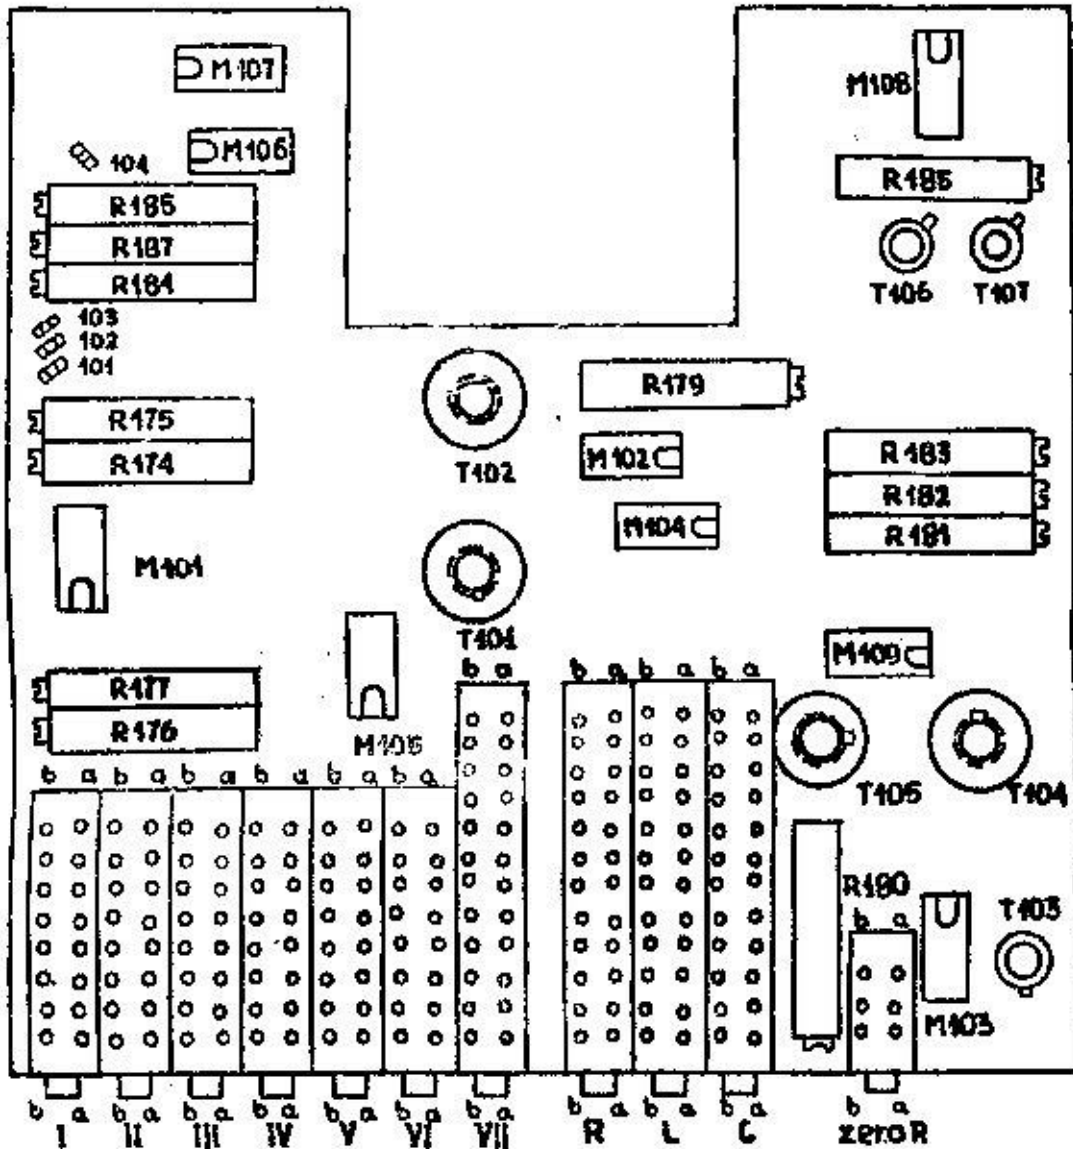 M107
M108
M106
104
R185
R186
R187
R184
T106 T107
103
102
101
R179
R175
R174
T102
M102
R183
R182
R181
M104
M101
T101
M109
b a
b a b a b a
R177
R176
M105
T105
T104
b a b a b a b a b a b a
R180
T103
b a
M103
b a b a b a b a b a b a b a b a b a b a b a
I II III IV V VI VII R L C zero R